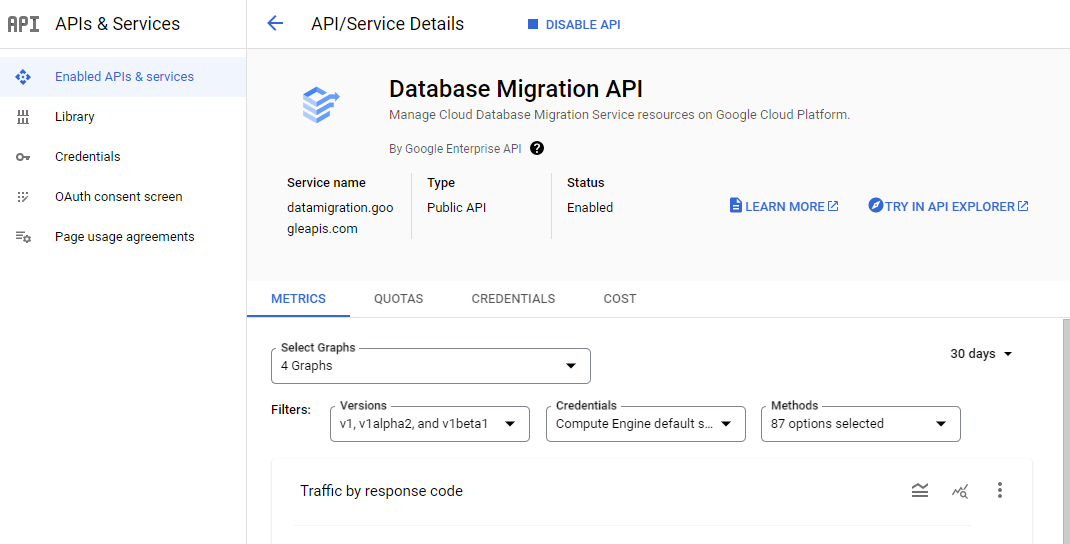 API APIs & Services
API/Service Details
DISABLE API
Enabled APIs & services
Library
Credentials
OAuth consent screen
Page usage agreements
Database Migration API
Manage Cloud Database Migration Service resources on Google Cloud Platform.
By Google Enterprise API ?
Service name
datamigration.goo
gleapis.com
Type
Public API
Status
Enabled
LEARN MORE
TRY IN API EXPLORER
METRICS QUOTAS CREDENTIALS COST
Select Graphs
4 Graphs
30 days
Filters:
Versions
v1, v1alpha2, and v1beta1
Credentials
Compute Engine default s...
Methods
87 options selected
Traffic by response code